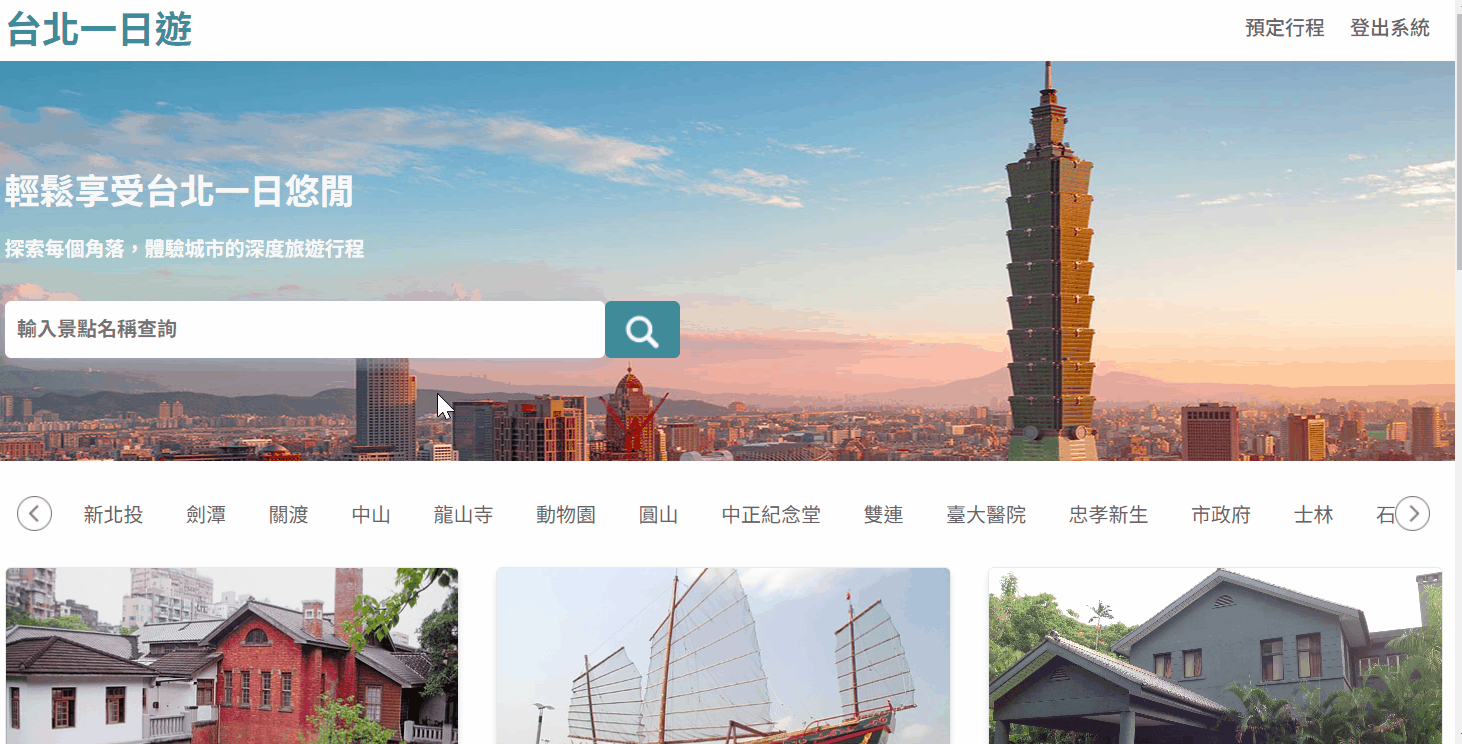 台北一日遊
預定行程 登出系統
輕鬆享受台北一日悠閒
探索每個角落，體驗城市的深度旅遊行程
輸入景點名稱查詢
新北投 劍潭 關渡 中山 龍山寺 動物園 圓山 中正紀念堂 雙連 臺大醫院 忠孝新生 市政府 士林 石